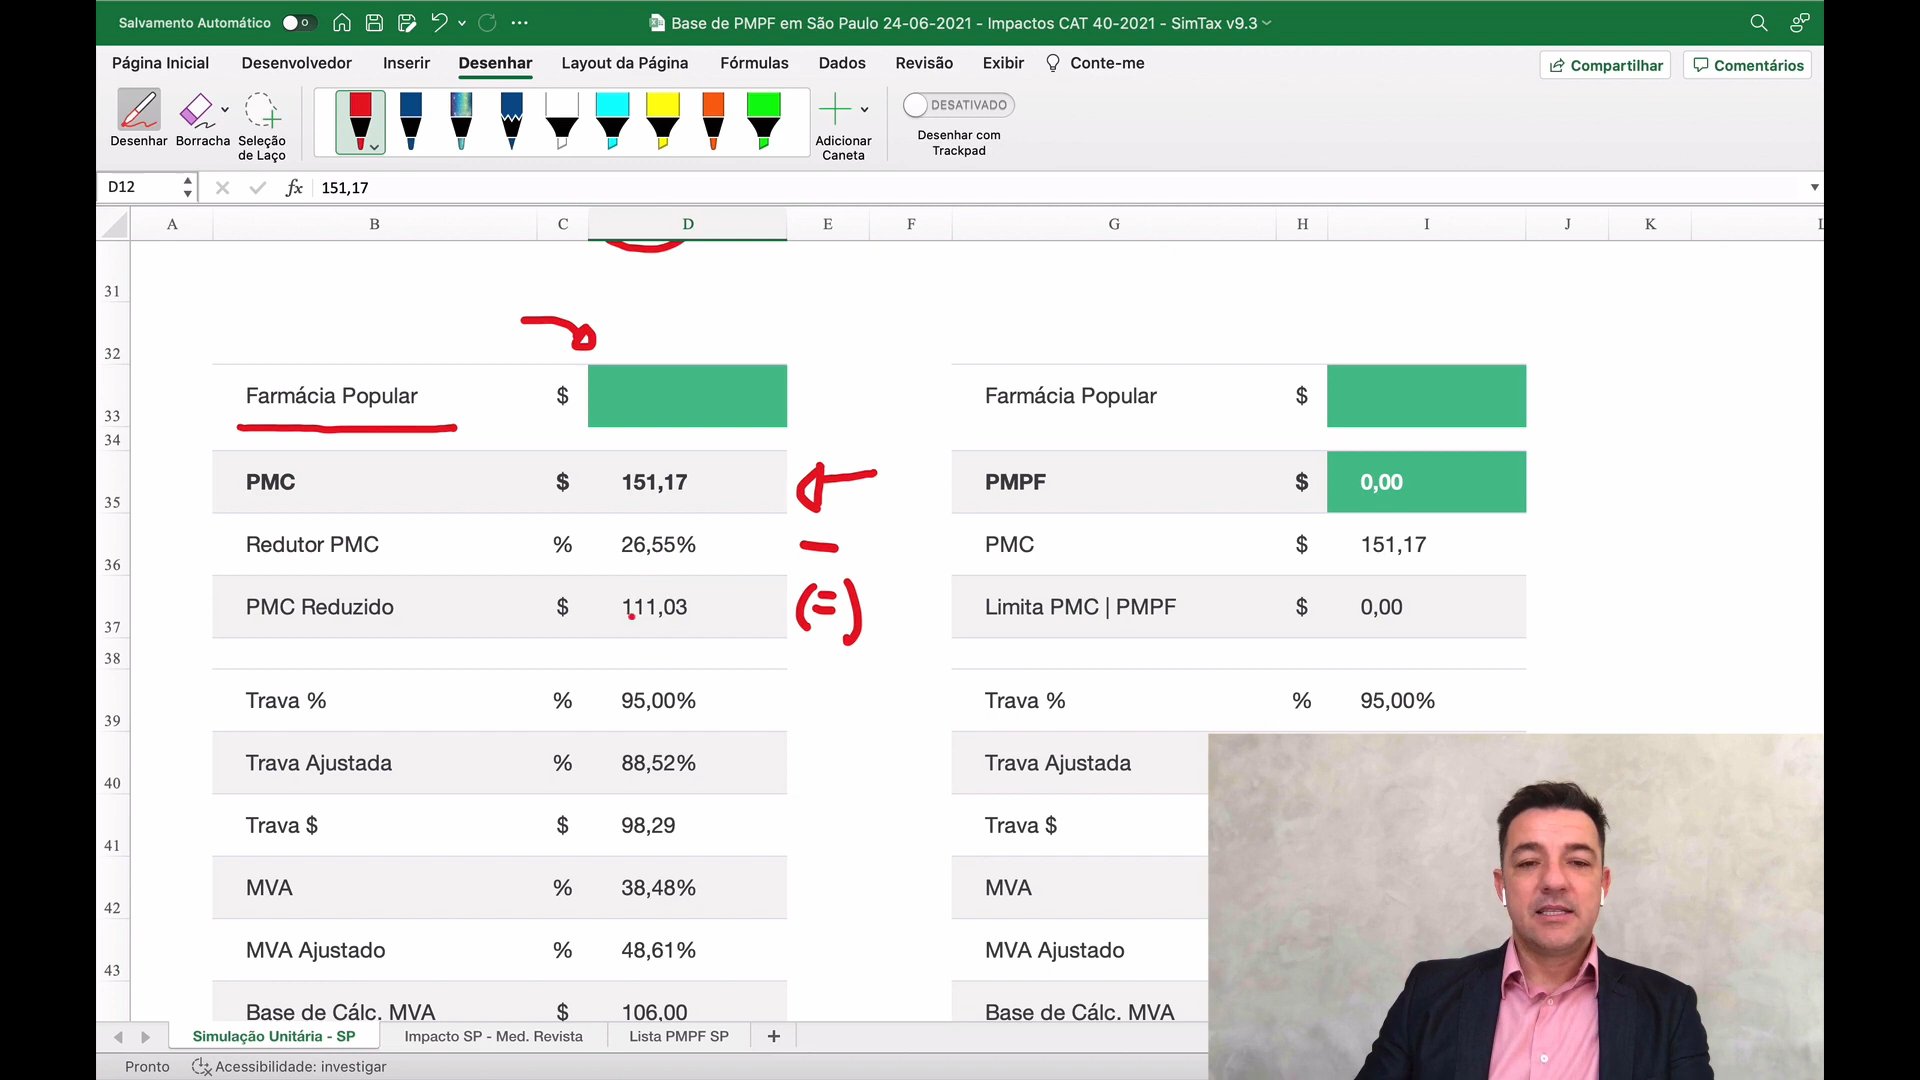 Salvamento Automático
Base de PMPF em São Paulo 24-06-2021 - Impactos CAT 40-2021 - SimTax v9.3
Página Inicial Desenvolvedor Inserir Desenhar Layout da Página Fórmulas Dados Revisão Exibir Conte-me Compartilhar Comentários
Desenhar Borracha Seleção de Laço Adicionar Caneta DESATIVADO Desenhar com Trackpad
D12 fx 151,17
A B C D E F G H I J K L
31
32
33 Farmácia Popular $ Farmácia Popular $
34
35 PMC $ 151,17 PMPF $ 0,00
36 Redutor PMC % 26,55% PMC $ 151,17
37 PMC Reduzido $ 111,03 (=) Limita PMC | PMPF $ 0,00
38
39 Trava % % 95,00% Trava % % 95,00%
40 Trava Ajustada % 88,52% Trava Ajustada
41 Trava $ $ 98,29 Trava $
42 MVA % 38,48% MVA
43 MVA Ajustado % 48,61% MVA Ajustado
Base de Cálc. MVA $ 106,00 Base de Cálc. MVA
Simulação Unitária - SP Impacto SP - Med. Revista Lista PMPF SP +
Pronto Acessibilidade: investigar